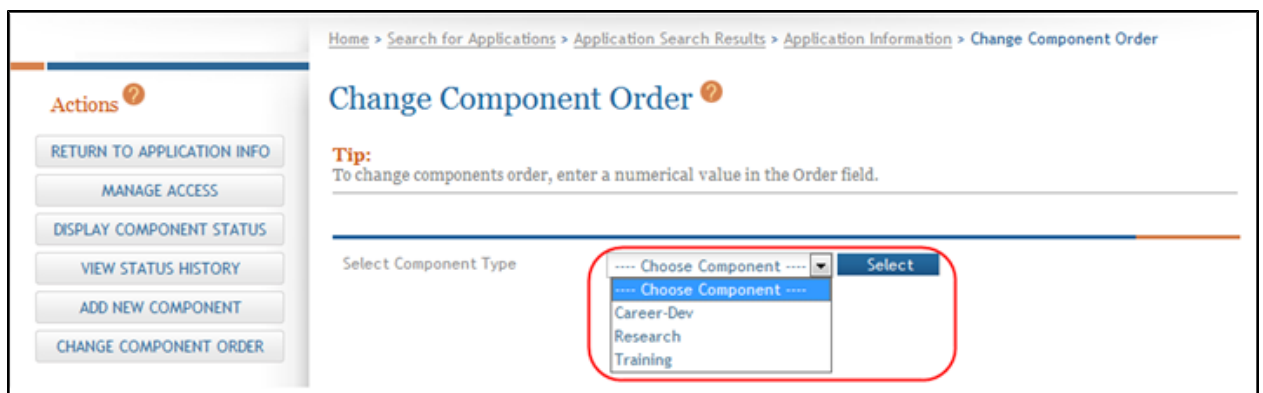 Home > Search for Applications > Application Search Results > Application Information > Change Component Order
Actions ?
RETURN TO APPLICATION INFO
MANAGE ACCESS
DISPLAY COMPONENT STATUS
VIEW STATUS HISTORY
ADD NEW COMPONENT
CHANGE COMPONENT ORDER
Change Component Order ?
Tip:
To change components order, enter a numerical value in the Order field.
Select Component Type
---- Choose Component ---- Select
---- Choose Component ----
Career-Dev
Research
Training